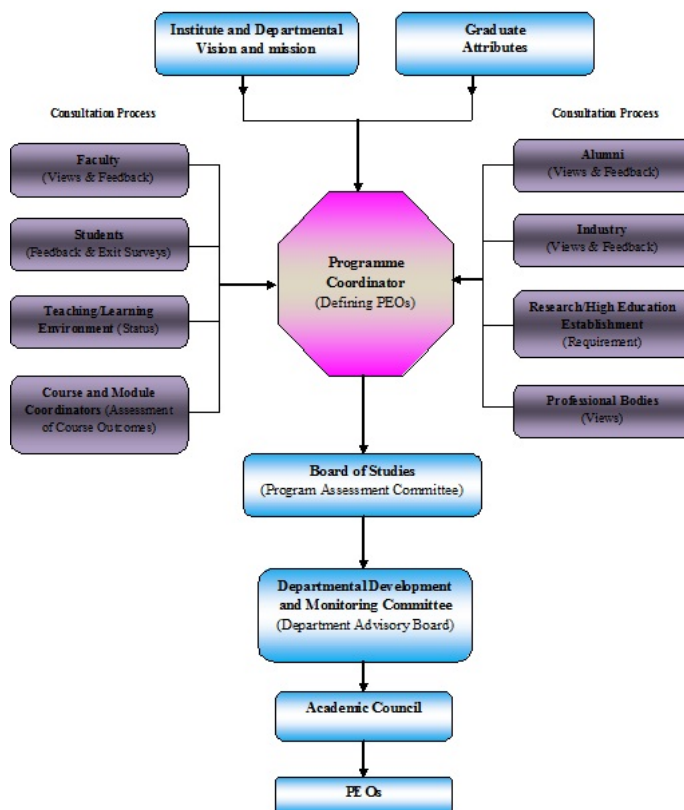 Institute and Departmental
Vision and mission
Graduate
Attributes
Consultation Process
Consultation Process
Faculty
(Views & Feedback)
Students
(Feedback & Exit Surveys)
Teaching/Learning
Environment (Status)
Course and Module
Coordinators (Assessment
of Course Outcomes)
Programme
Coordinator
(Defining PEOs)
Alumni
(Views & Feedback)
Industry
(Views & Feedback)
Research/High Education
Establishment
(Requirement)
Professional Bodies
(Views)
Board of Studies
(Program Assessment Committee)
Departmental Development
and Monitoring Committee
(Department Advisory Board)
Academic Council
PEOs